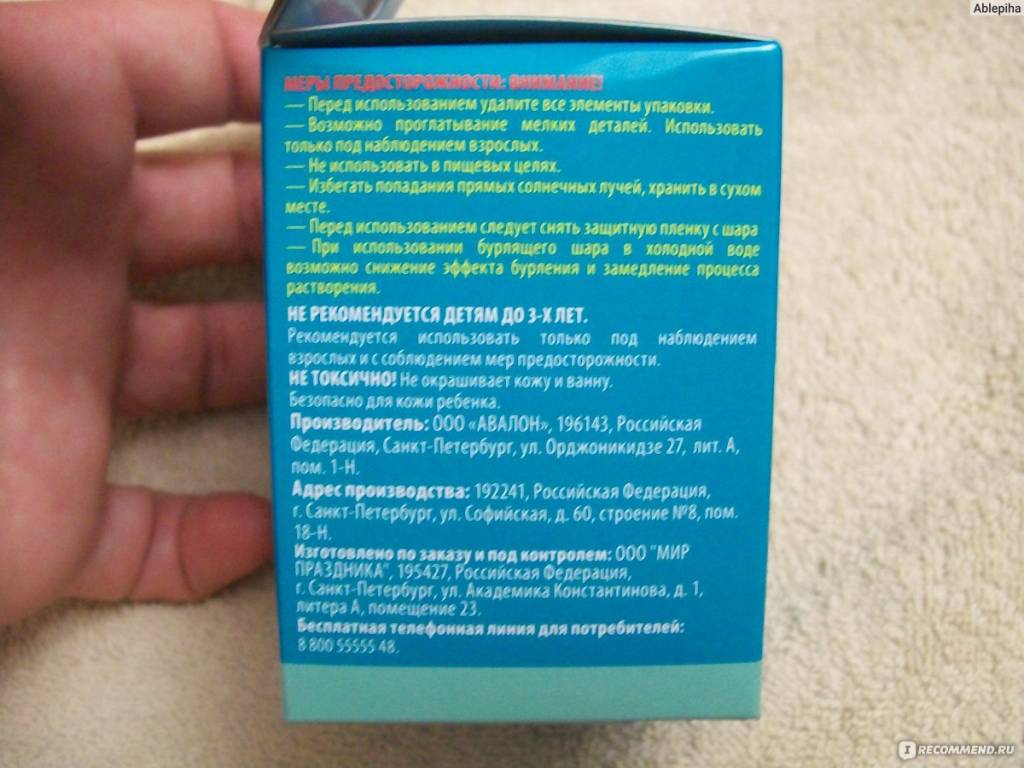 Ablepiha
МЕРЫ ПРЕДОСТОРОЖНОСТИ: ВНИМАНИЕ!
— Перед использованием удалите все элементы упаковки.
— Возможно проглатывание мелких деталей. Использовать
только под наблюдением взрослых.
— Не использовать в пищевых целях.
— Избегать попадания прямых солнечных лучей, хранить в сухом
месте.
— Перед использованием следует снять защитную пленку с шара
— При использовании бурлящего шара в холодной воде
возможно снижение эффекта бурления и замедление процесса
растворения.
НЕ РЕКОМЕНДУЕТСЯ ДЕТЯМ ДО 3-Х ЛЕТ.
Рекомендуется использовать только под наблюдением
взрослых и с соблюдением мер предосторожности.
НЕ ТОКСИЧНО! Не окрашивает кожу и ванну.
Безопасно для кожи ребенка.
Производитель: ООО «АВАЛОН», 196143, Российская
Федерация, Санкт-Петербург, ул. Орджоникидзе 27, лит. А,
пом. 1-Н.
Адрес производства: 192241, Российская Федерация,
г. Санкт-Петербург, ул. Софийская, д. 60, строение №8, пом.
18-Н.
Изготовлено по заказу и под контролем: ООО "МИР
ПРАЗДНИКА", 195427, Российская Федерация,
г. Санкт-Петербург, ул. Академика Константинова, д. 1,
литера А, помещение 23.
Бесплатная телефонная линия для потребителей:
8 800 55555 48.
I RECOMMEND.RU